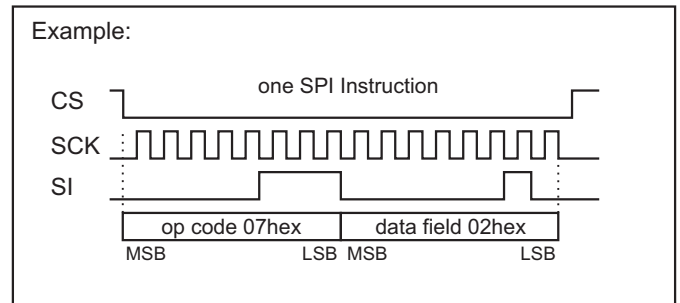 Example:
one SPI Instruction
CS
SCK
SI
op code 07hex data field 02hex
MSB LSB MSB LSB